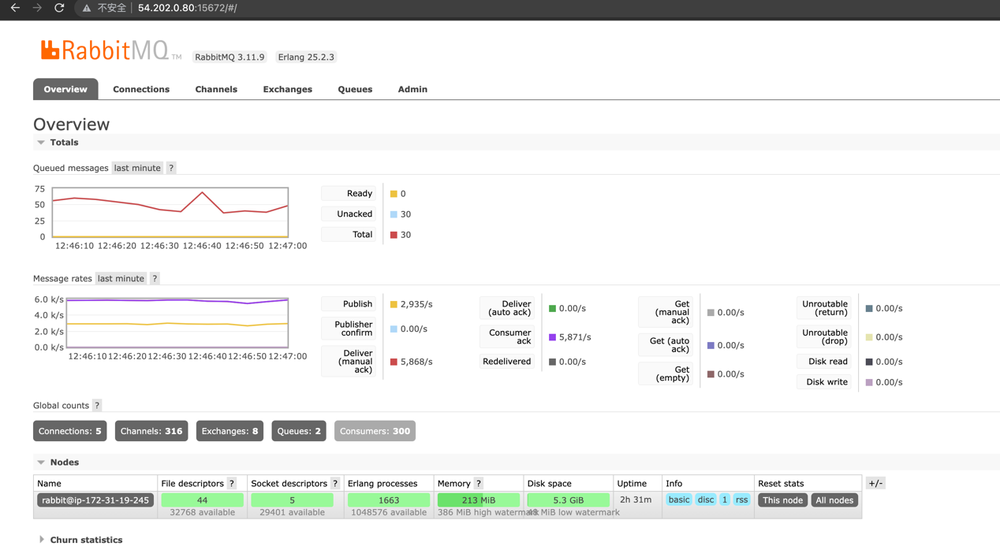 不安全 54.202.0.80:15672/#/
RabbitMQ TM RabbitMQ 3.11.9 Erlang 25.2.3
Overview Connections Channels Exchanges Queues Admin
Overview
Totals
Queued messages last minute ?
75
50
25
0
12:46:10 12:46:20 12:46:30 12:46:40 12:46:50 12:47:00
Ready 0
Unacked 30
Total 30
Message rates last minute ?
6.0 k/s
4.0 k/s
2.0 k/s
0.0 k/s
12:46:10 12:46:20 12:46:30 12:46:40 12:46:50 12:47:00
Publish 2,935/s
Publisher
confirm 0.00/s
Deliver
(manual 5,868/s
ack)
Deliver
(auto ack) 0.00/s
Consumer
ack 5,871/s
Redelivered 0.00/s
Get
(manual 0.00/s
ack)
Get (auto
ack) 0.00/s
Get
(empty) 0.00/s
Unroutable
(return) 0.00/s
Unroutable
(drop) 0.00/s
Disk read 0.00/s
Disk write 0.00/s
Global counts ?
Connections: 5 Channels: 316 Exchanges: 8 Queues: 2 Consumers: 300
Nodes
Name File descriptors ? Socket descriptors ? Erlang processes Memory ? Disk space Uptime Info Reset stats +/-
rabbit@ip-172-31-19-245 44 5 1663 213 MiB 5.3 GiB 2h 31m basic disc 1 rss This node All nodes
32768 available 29401 available 1048576 available 386 MiB high watermark 48 MiB low watermark
Churn statistics